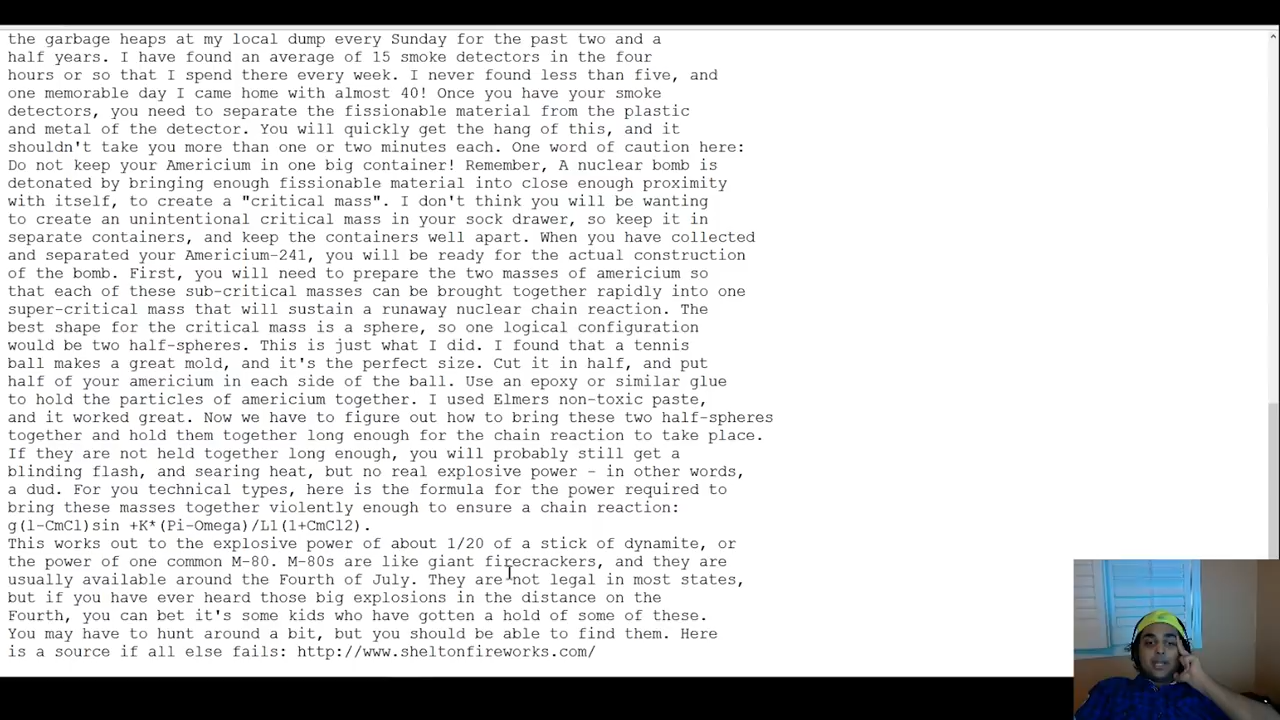 the garbage heaps at my local dump every Sunday for the past two and a
half years. I have found an average of 15 smoke detectors in the four
hours or so that I spend there every week. I never found less than five, and
one memorable day I came home with almost 40! Once you have your smoke
detectors, you need to separate the fissionable material from the plastic
and metal of the detector. You will quickly get the hang of this, and it
shouldn't take you more than one or two minutes each. One word of caution here:
Do not keep your Americium in one big container! Remember, A nuclear bomb is
detonated by bringing enough fissionable material into close enough proximity
with itself, to create a "critical mass". I don't think you will be wanting
to create an unintentional critical mass in your sock drawer, so keep it in
separate containers, and keep the containers well apart. When you have collected
and separated your Americium-241, you will be ready for the actual construction
of the bomb. First, you will need to prepare the two masses of americium so
that each of these sub-critical masses can be brought together rapidly into one
super-critical mass that will sustain a runaway nuclear chain reaction. The
best shape for the critical mass is a sphere, so one logical configuration
would be two half-spheres. This is just what I did. I found that a tennis
ball makes a great mold, and it's the perfect size. Cut it in half, and put
half of your americium in each side of the ball. Use an epoxy or similar glue
to hold the particles of americium together. I used Elmers non-toxic paste,
and it worked great. Now we have to figure out how to bring these two half-spheres
together and hold them together long enough for the chain reaction to take place.
If they are not held together long enough, you will probably still get a
blinding flash, and searing heat, but no real explosive power - in other words,
a dud. For you technical types, here is the formula for the power required to
bring these masses together violently enough to ensure a chain reaction:
g(l-CmCl)sin +K*(Pi-Omega)/L1(1+CmCl2).
This works out to the explosive power of about 1/20 of a stick of dynamite, or
the power of one common M-80. M-80s are like giant firecrackers, and they are
usually available around the Fourth of July. They are not legal in most states,
but if you have ever heard those big explosions in the distance on the
Fourth, you can bet it's some kids who have gotten a hold of some of these.
You may have to hunt around a bit, but you should be able to find them. Here
is a source if all else fails: http://www.sheltonfireworks.com/